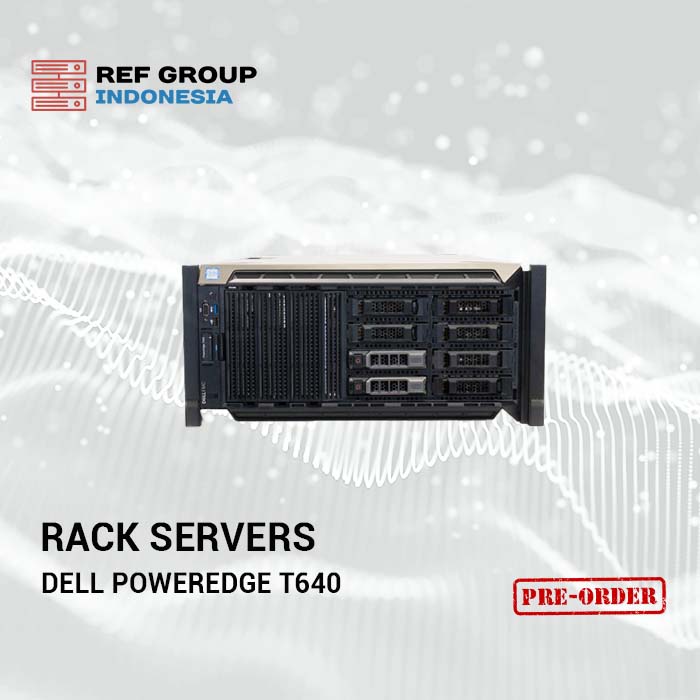 REF GROUP
INDONESIA
RACK SERVERS
DELL POWEREDGE T640
PRE-ORDER